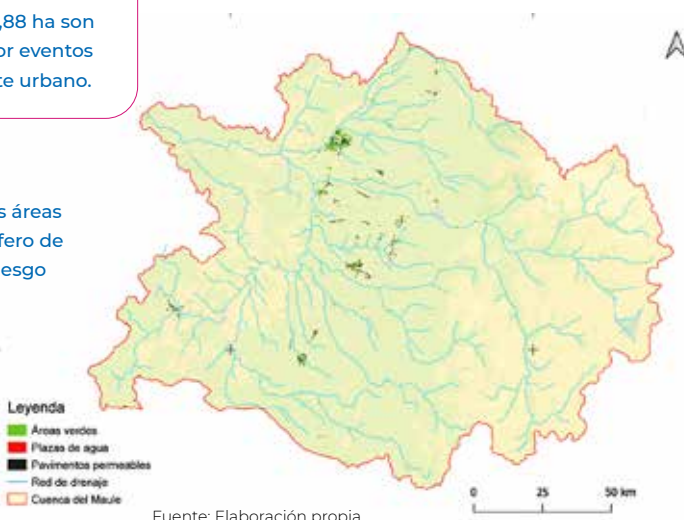 ,88 ha son
or eventos
te urbano.
s áreas
fero de
esgo
Leyenda
Áreas verdes
Plazas de agua
Pavimentos permeables
Red de drenaje
Cuenca del Maule
0 25 50 km
Fuente: Elaboración propia